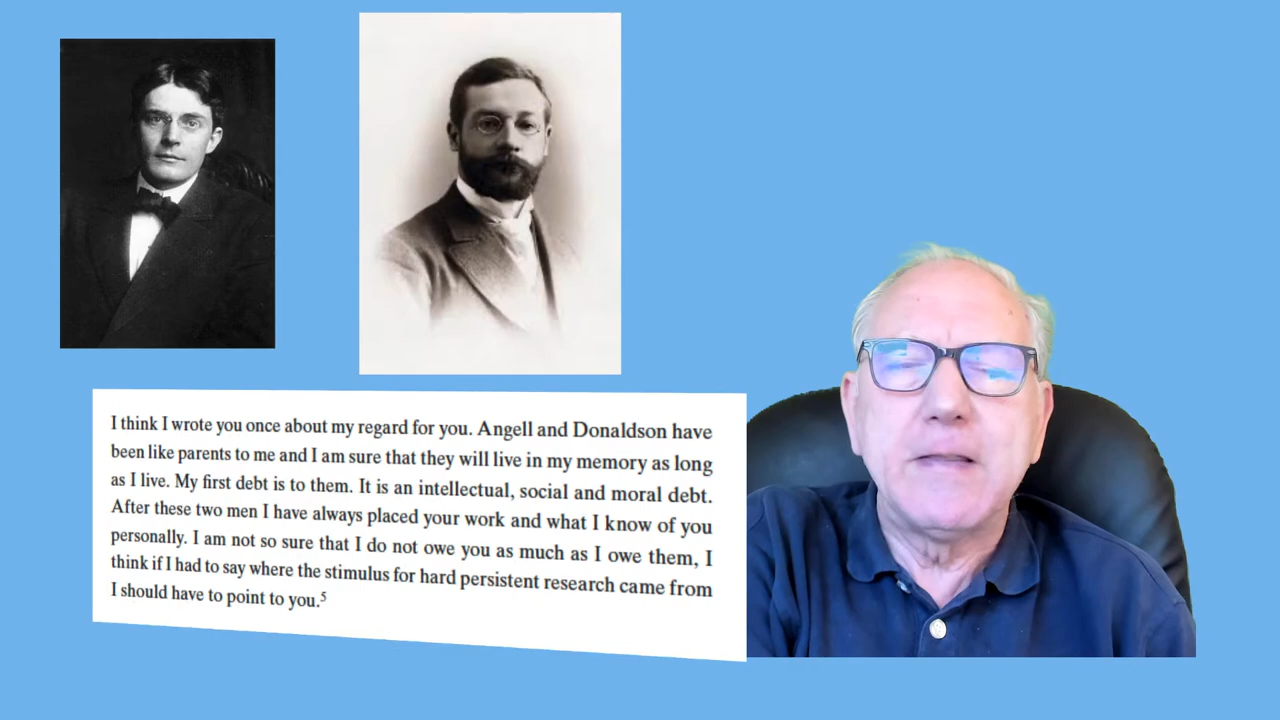 I think I wrote you once about my regard for you. Angell and Donaldson have
been like parents to me and I am sure that they will live in my memory as long
as I live. My first debt is to them. It is an intellectual, social and moral debt.
After these two men I have always placed your work and what I know of you
personally. I am not so sure that I do not owe you as much as I owe them, I
think if I had to say where the stimulus for hard persistent research came from
I should have to point to you.5